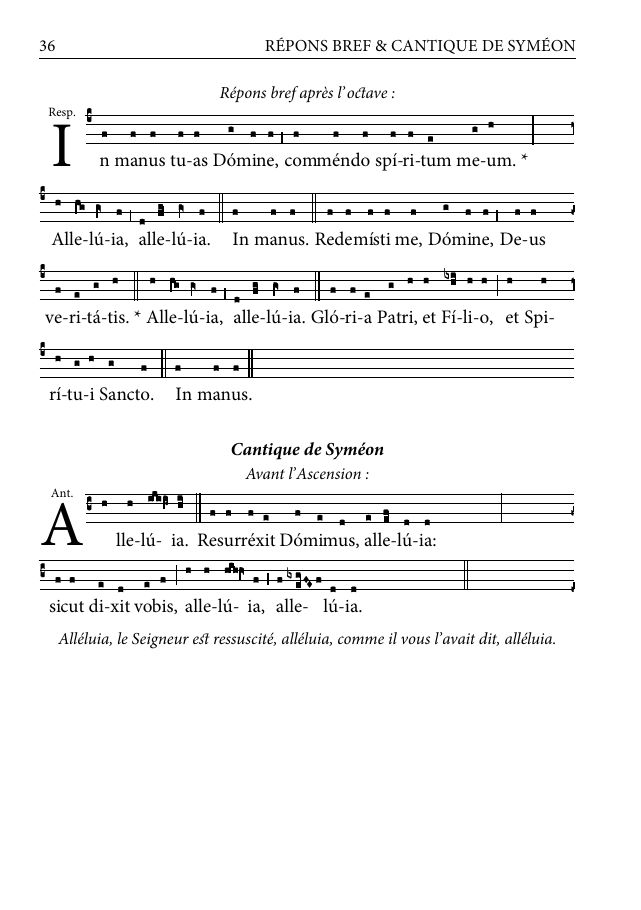 36 RÉPONS BREF & CANTIQUE DE SYMÉON
Répons bref après l'octave :
Resp.
I
n manus tu-as Dómine, comméndo spí-ri-tum me-um. *
Alle-lú-ia, alle-lú-ia. In manus. Redemísti me, Dómine, De-us
ve-ri-tá-tis. * Alle-lú-ia, alle-lú-ia. Gló-ri-a Patri, et Fí-li-o, et Spi-
rí-tu-i Sancto. In manus.
Cantique de Syméon
Avant l'Ascension :
Ant.
A
lle-lú- ia. Resurréxit Dómimus, alle-lú-ia:
sicut di-xit vobis, alle-lú- ia, alle- lú-ia.
Alléluia, le Seigneur est ressuscité, alléluia, comme il vous l'avait dit, alléluia.